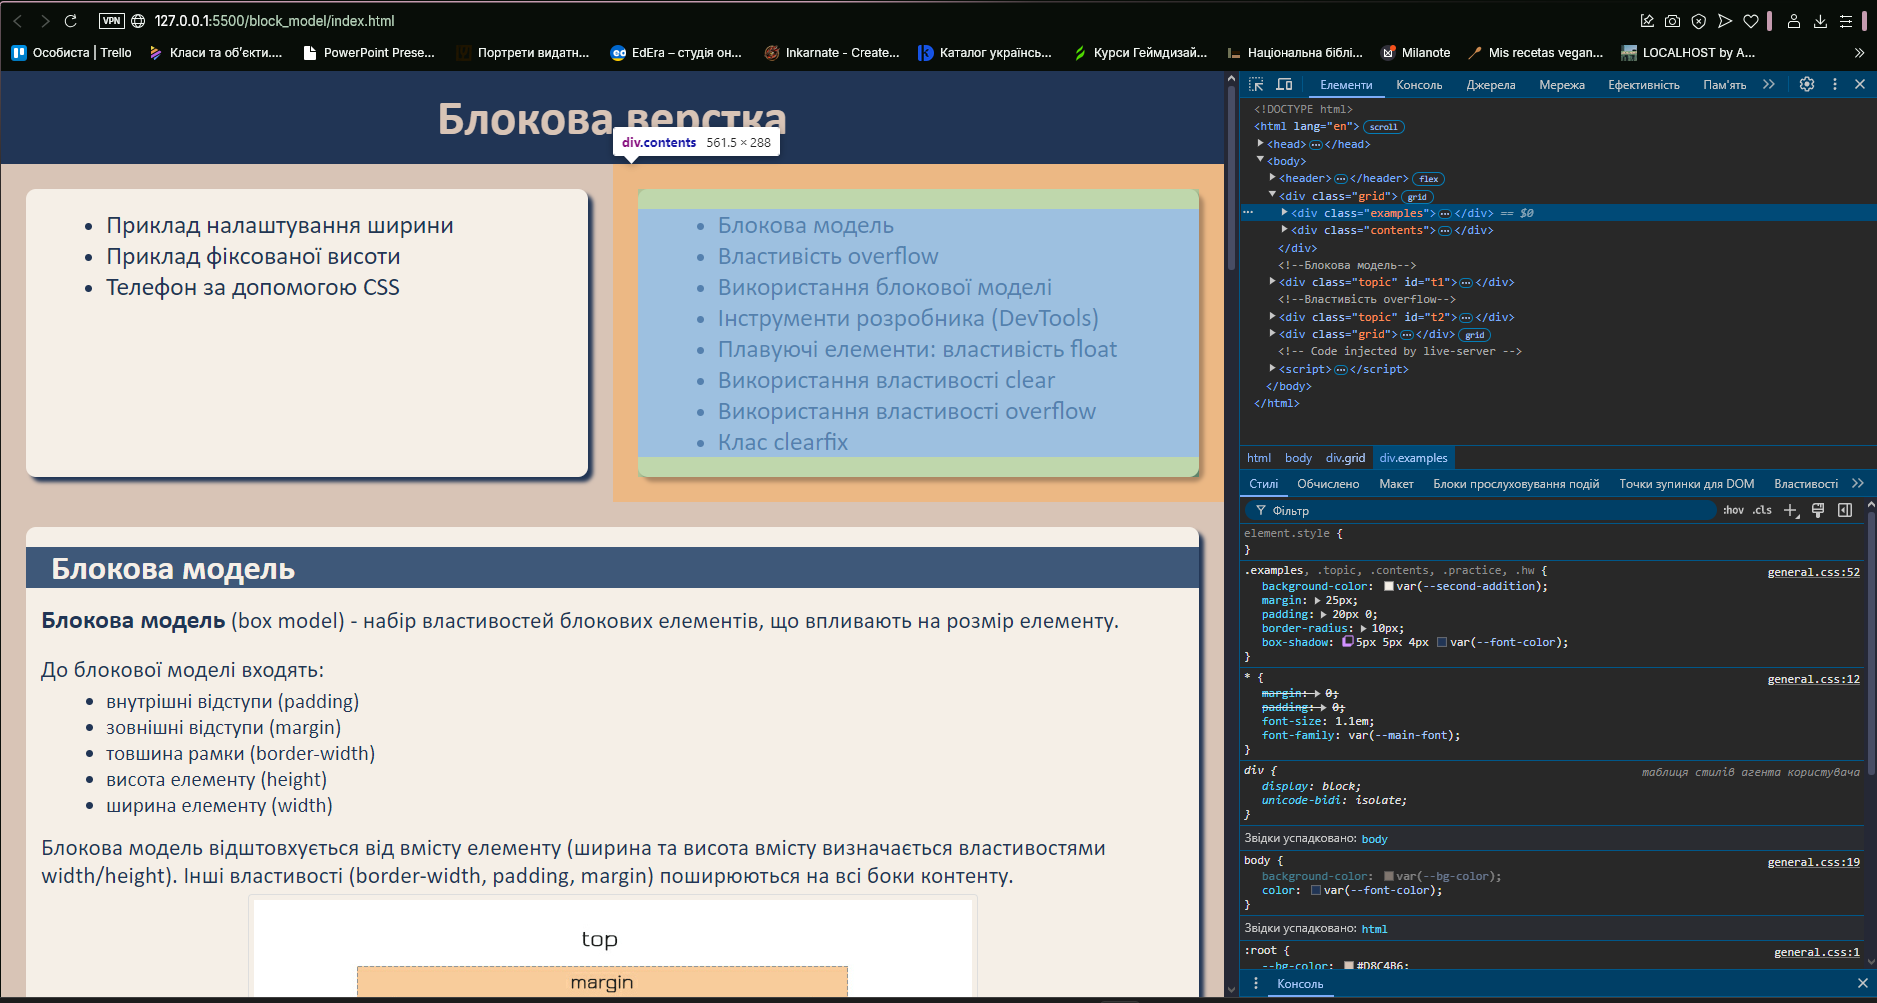 VPN 127.0.0.1:5500/block_model/index.html
Особиста | Trello Класи та об'єкти.... PowerPoint Prese... Портрети видатн... EdEra – студія он... Inkarnate - Create... Каталог українсь... Курси Геймдизай... Національна бібл... Milanote Mis recetas vegan... LOCALHOST by A...
Блокова верстка
div.contents 561.5 × 288
Приклад налаштування ширини
Приклад фіксованої висоти
Телефон за допомогою CSS
Блокова модель
Властивість overflow
Використання блокової моделі
Інструменти розробника (DevTools)
Плавуючі елементи: властивість float
Використання властивості clear
Використання властивості overflow
Клас clearfix
Блокова модель
Блокова модель (box model) - набір властивостей блокових елементів, що впливають на розмір елементу.
До блокової моделі входять:
внутрішні відступи (padding)
зовнішні відступи (margin)
товшина рамки (border-width)
висота елементу (height)
ширина елементу (width)
Блокова модель відштовхується від вмісту елементу (ширина та висота вмісту визначається властивостями
width/height). Інші властивості (border-width, padding, margin) поширюються на всі боки контенту.
top
margin
Елементи Консоль Джерела Мережа Ефективність Пам'ять
<!DOCTYPE html>
<html lang="en"> scroll
<head> ... </head>
<body>
<header> ... </header> flex
<div class="grid"> grid
... <div class="examples"> ... </div> == $0
<div class="contents"> ... </div>
</div>
<!--Блокова модель-->
<div class="topic" id="t1"> ... </div>
<!--Властивість overflow-->
<div class="topic" id="t2"> ... </div>
<div class="grid"> ... </div> grid
<!-- Code injected by live-server -->
<script> ... </script>
</body>
</html>
html body div.grid div.examples
Стилі Обчислено Макет Блоки прослуховування подій Точки зупинки для DOM Властивості
Фільтр :hov .cls
element.style {
}
.examples, .topic, .contents, .practice, .hw { general.css:52
background-color: var(--second-addition);
margin: 25px;
padding: 20px 0;
border-radius: 10px;
box-shadow: 5px 5px 4px var(--font-color);
}
* { general.css:12
margin: 0;
padding: 0;
font-size: 1.1em;
font-family: var(--main-font);
}
div { таблиця стилів агента користувача
display: block;
unicode-bidi: isolate;
}
Звідки успадковано: body
body { general.css:19
background-color: var(--bg-color);
color: var(--font-color);
}
Звідки успадковано: html
:root { general.css:1
--bg-color: #D8C4B6;
Консоль